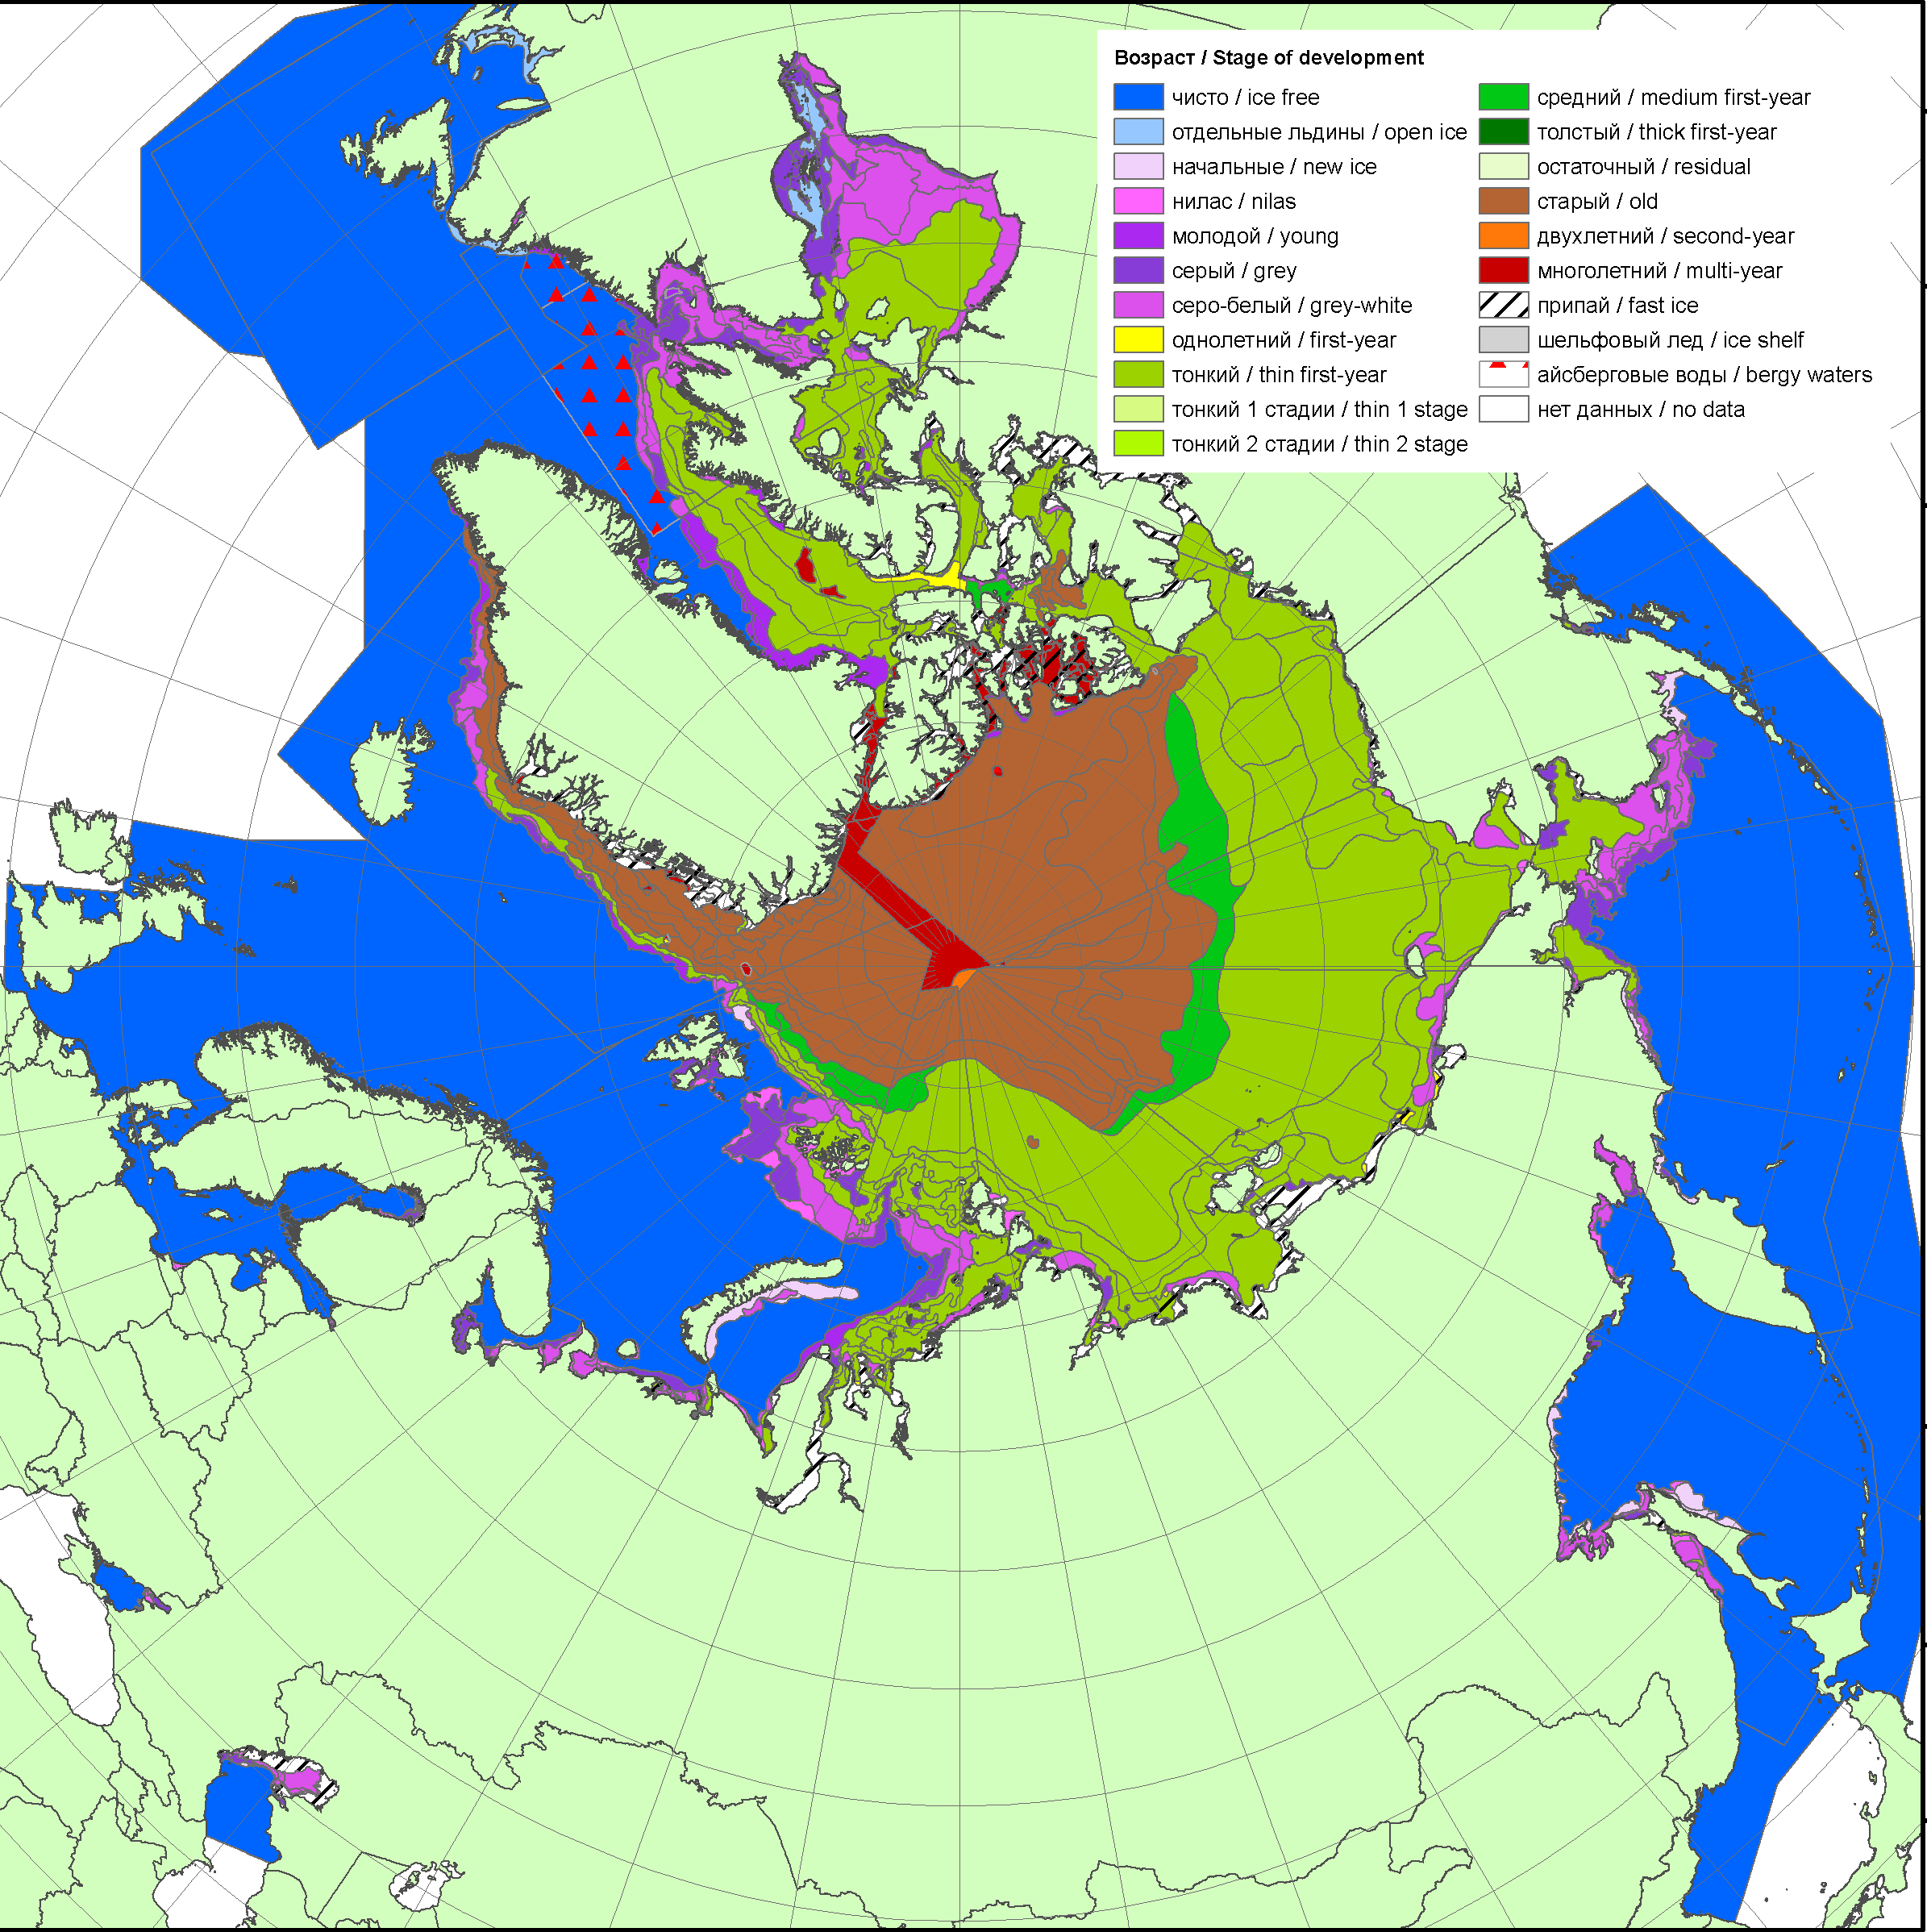 Возраст / Stage of development
чисто / ice free
отдельные льдины / open ice
начальные / new ice
нилас / nilas
молодой / young
серый / grey
серо-белый / grey-white
однолетний / first-year
тонкий / thin first-year
тонкий 1 стадии / thin 1 stage
тонкий 2 стадии / thin 2 stage
средний / medium first-year
толстый / thick first-year
остаточный / residual
старый / old
двухлетний / second-year
многолетний / multi-year
припай / fast ice
шельфовый лед / ice shelf
айсберговые воды / bergy waters
нет данных / no data